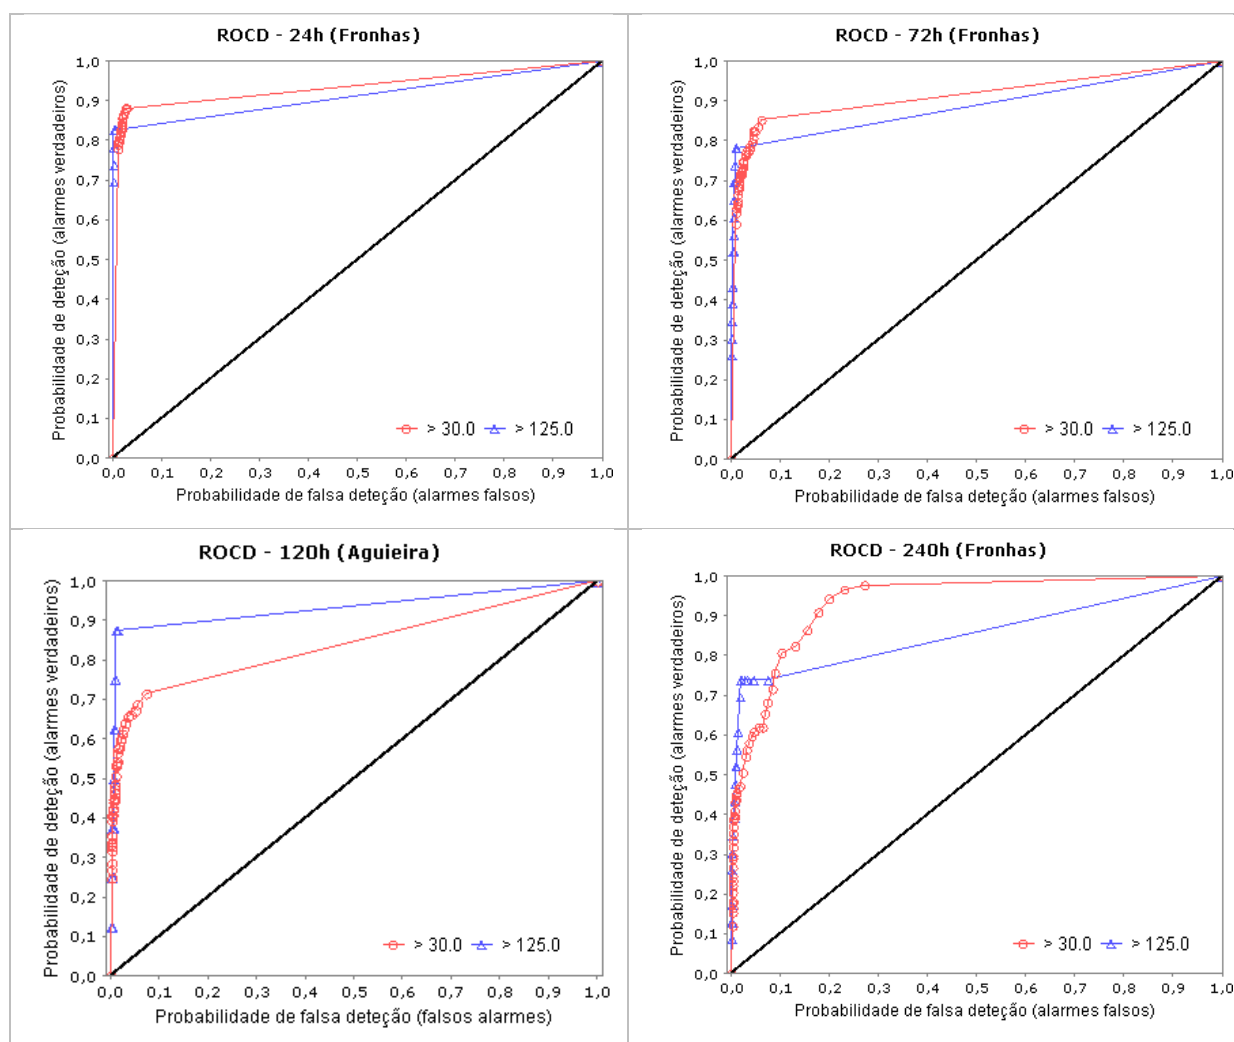 ROCD - 24h (Fronhas)
Probabilidade de deteção (alarmes verdadeiros)
1,0
0,9
0,8
0,7
0,6
0,5
0,4
0,3
0,2
0,1
0,0
> 30.0 > 125.0
0,0 0,1 0,2 0,3 0,4 0,5 0,6 0,7 0,8 0,9 1,0
Probabilidade de falsa deteção (alarmes falsos)
ROCD - 72h (Fronhas)
Probabilidade de deteção (alarmes verdadeiros)
1,0
0,9
0,8
0,7
0,6
0,5
0,4
0,3
0,2
0,1
0,0
> 30.0 > 125.0
0,0 0,1 0,2 0,3 0,4 0,5 0,6 0,7 0,8 0,9 1,0
Probabilidade de falsa deteção (alarmes falsos)
ROCD - 120h (Aguieira)
Probabilidade de deteção (alarmes verdadeiros)
1,0
0,9
0,8
0,7
0,6
0,5
0,4
0,3
0,2
0,1
0,0
> 30.0 > 125.0
0,0 0,1 0,2 0,3 0,4 0,5 0,6 0,7 0,8 0,9 1,0
Probabilidade de falsa deteção (falsos alarmes)
ROCD - 240h (Fronhas)
Probabilidade de deteção (alarmes verdadeiros)
1,0
0,9
0,8
0,7
0,6
0,5
0,4
0,3
0,2
0,1
0,0
> 30.0 > 125.0
0,0 0,1 0,2 0,3 0,4 0,5 0,6 0,7 0,8 0,9 1,0
Probabilidade de falsa deteção (alarmes falsos)